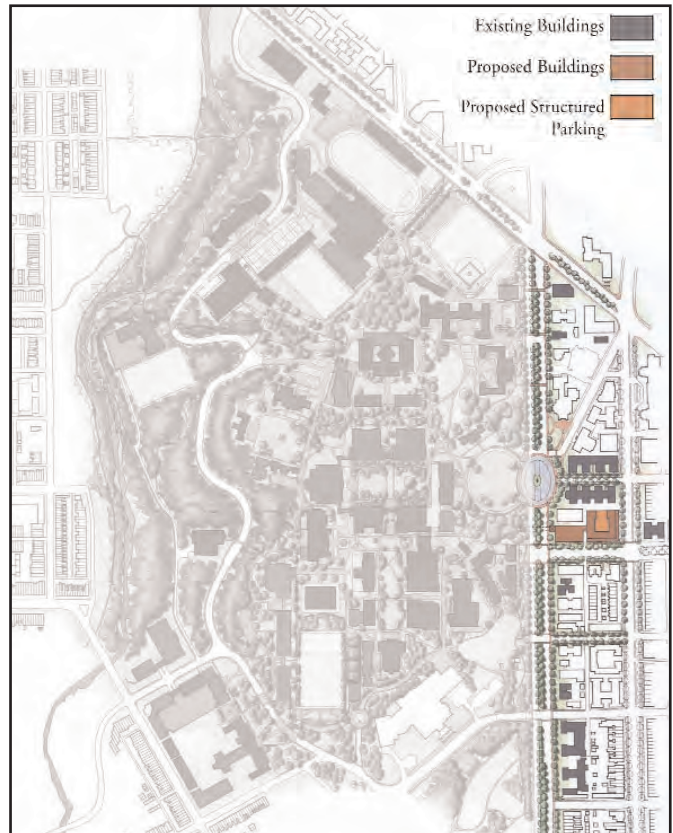 Existing Buildings
Proposed Buildings
Proposed Structured
Parking